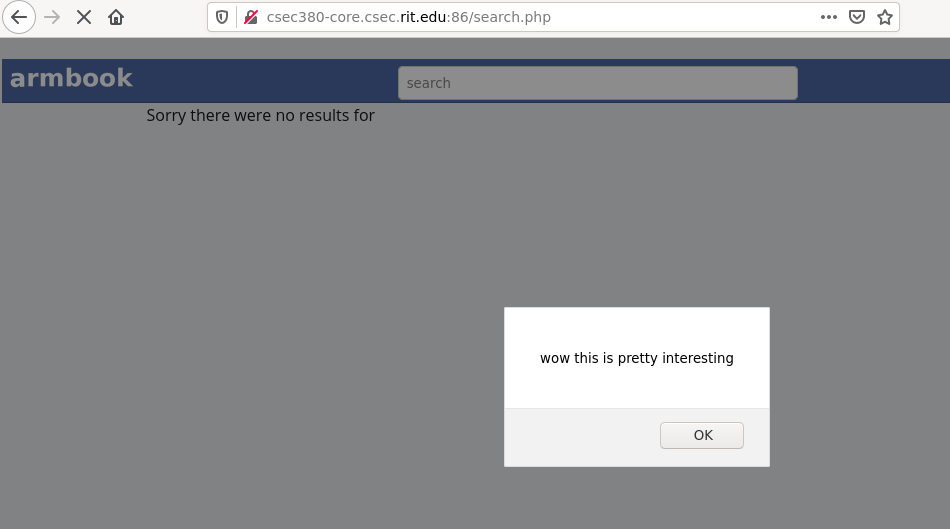 csec380-core.csec.rit.edu:86/search.php
armbook
search
Sorry there were no results for
wow this is pretty interesting
OK